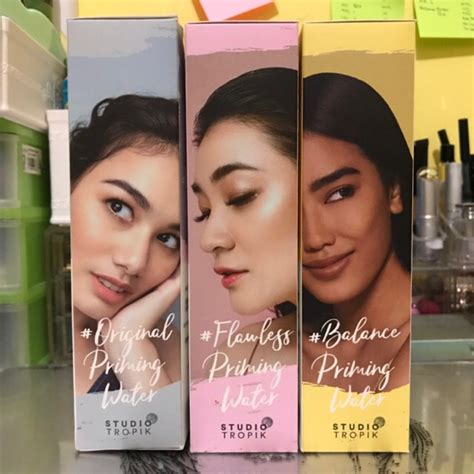 #Original
Priming
Water
STUDIO
TROPIK
#Flawless
Priming
Water
STUDIO
TROPIK
#Balance
Priming
Water
STUDIO
TROPIK